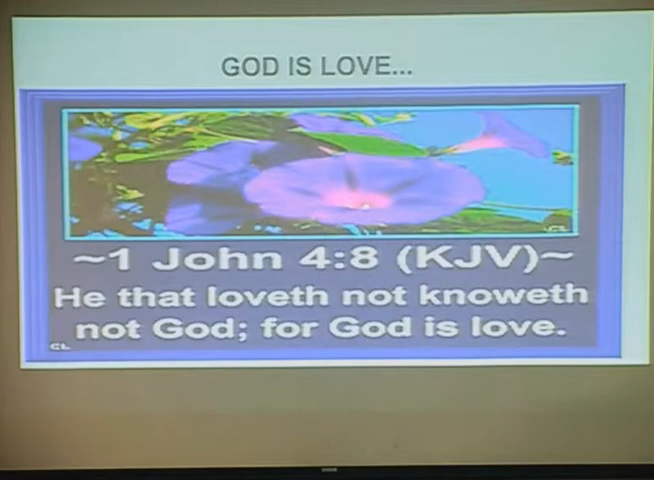 GOD IS LOVE...
~1 John 4:8 (KJV)~
He that loveth not knoweth
not God; for God is love.
CL